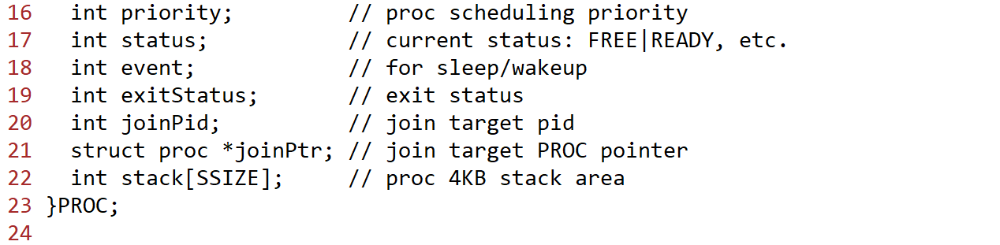 16   int priority;         // proc scheduling priority
17   int status;           // current status: FREE|READY, etc.
18   int event;            // for sleep/wakeup
19   int exitStatus;       // exit status
20   int joinPid;          // join target pid
21   struct proc *joinPtr; // join target PROC pointer
22   int stack[SSIZE];     // proc 4KB stack area
23 }PROC;
24